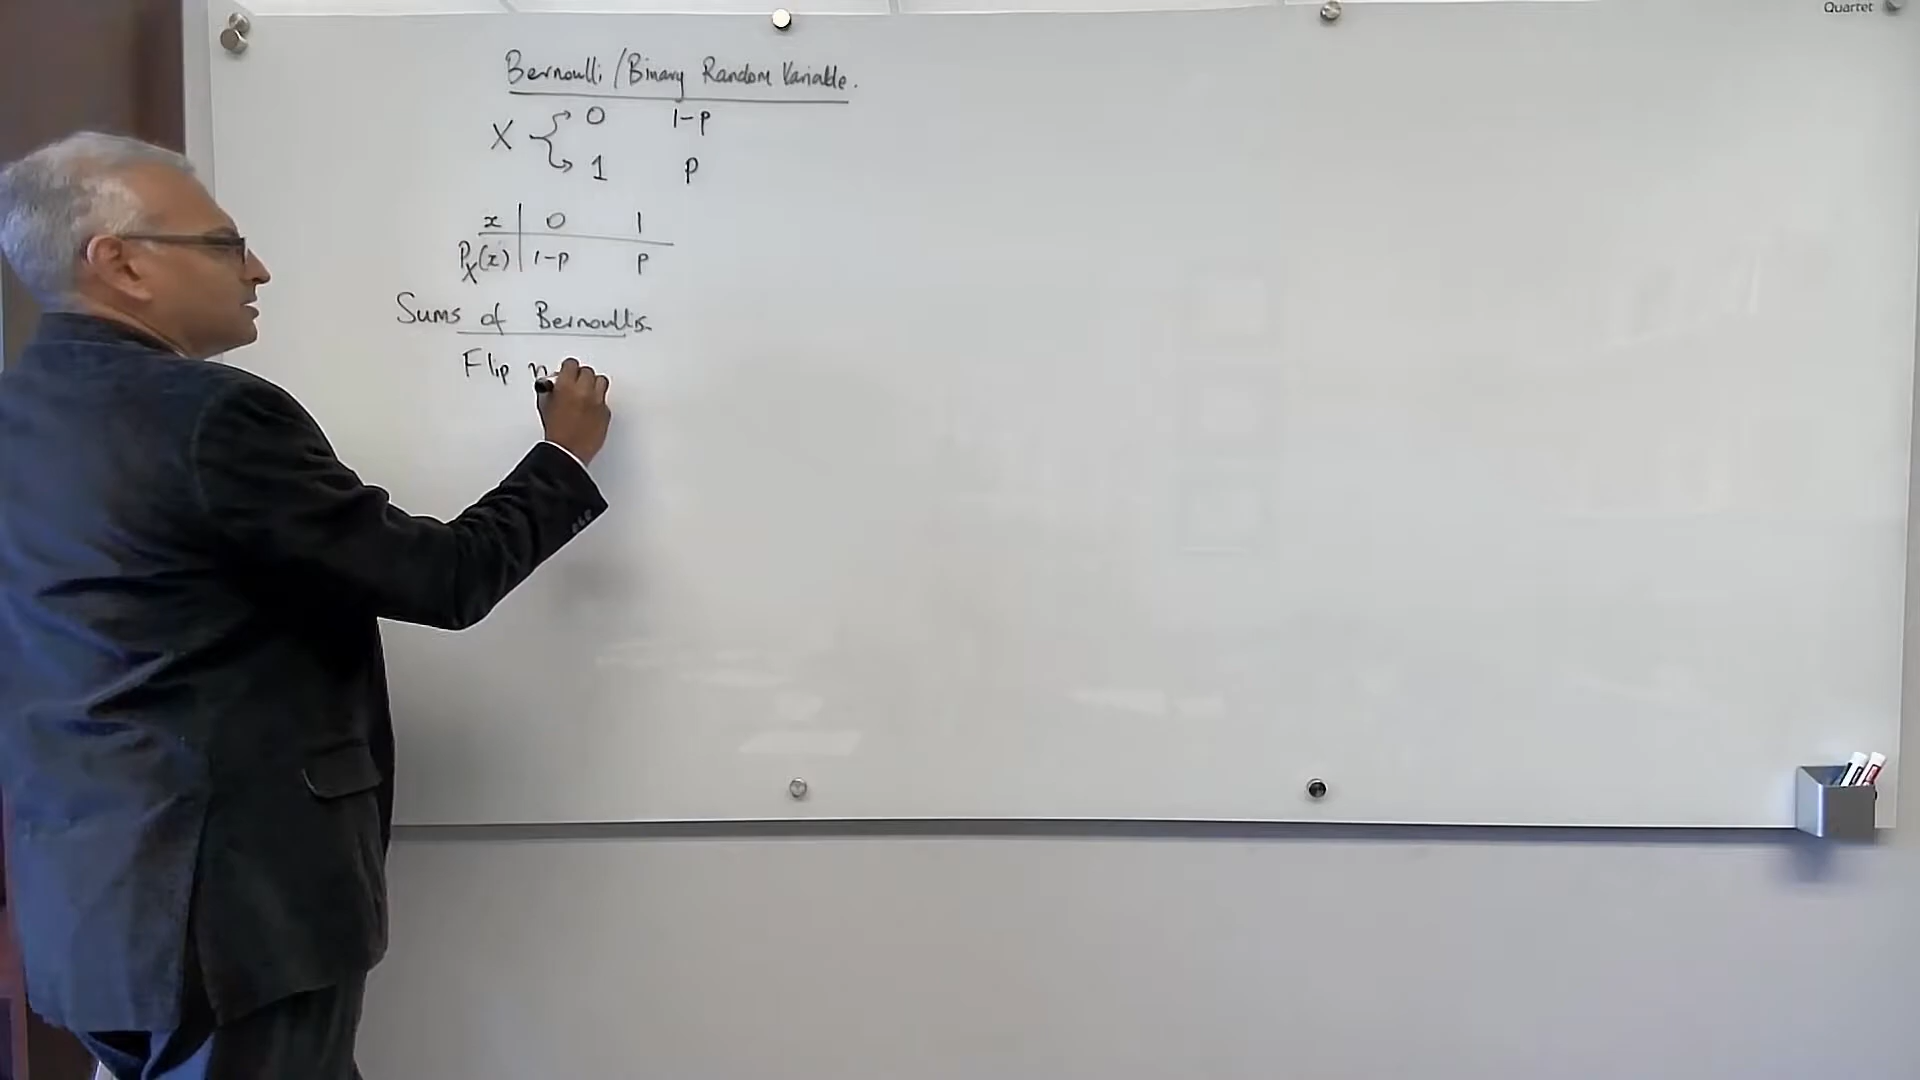 Quartet
Bernoulli / Binary Random Variable.
X 0 1-p
1 p
x 0 1
Pₓ(x) 1-p p
Sums of Bernoullis.
Flip n